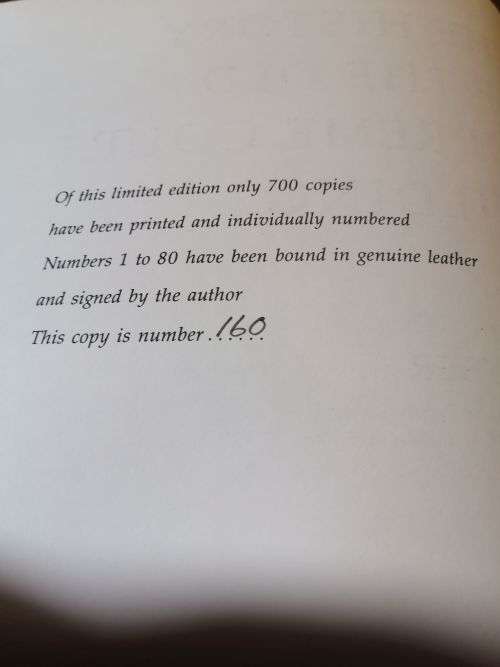 Of this limited edition only 700 copies
have been printed and individually numbered
Numbers 1 to 80 have been bound in genuine leather
and signed by the author
This copy is number ......160